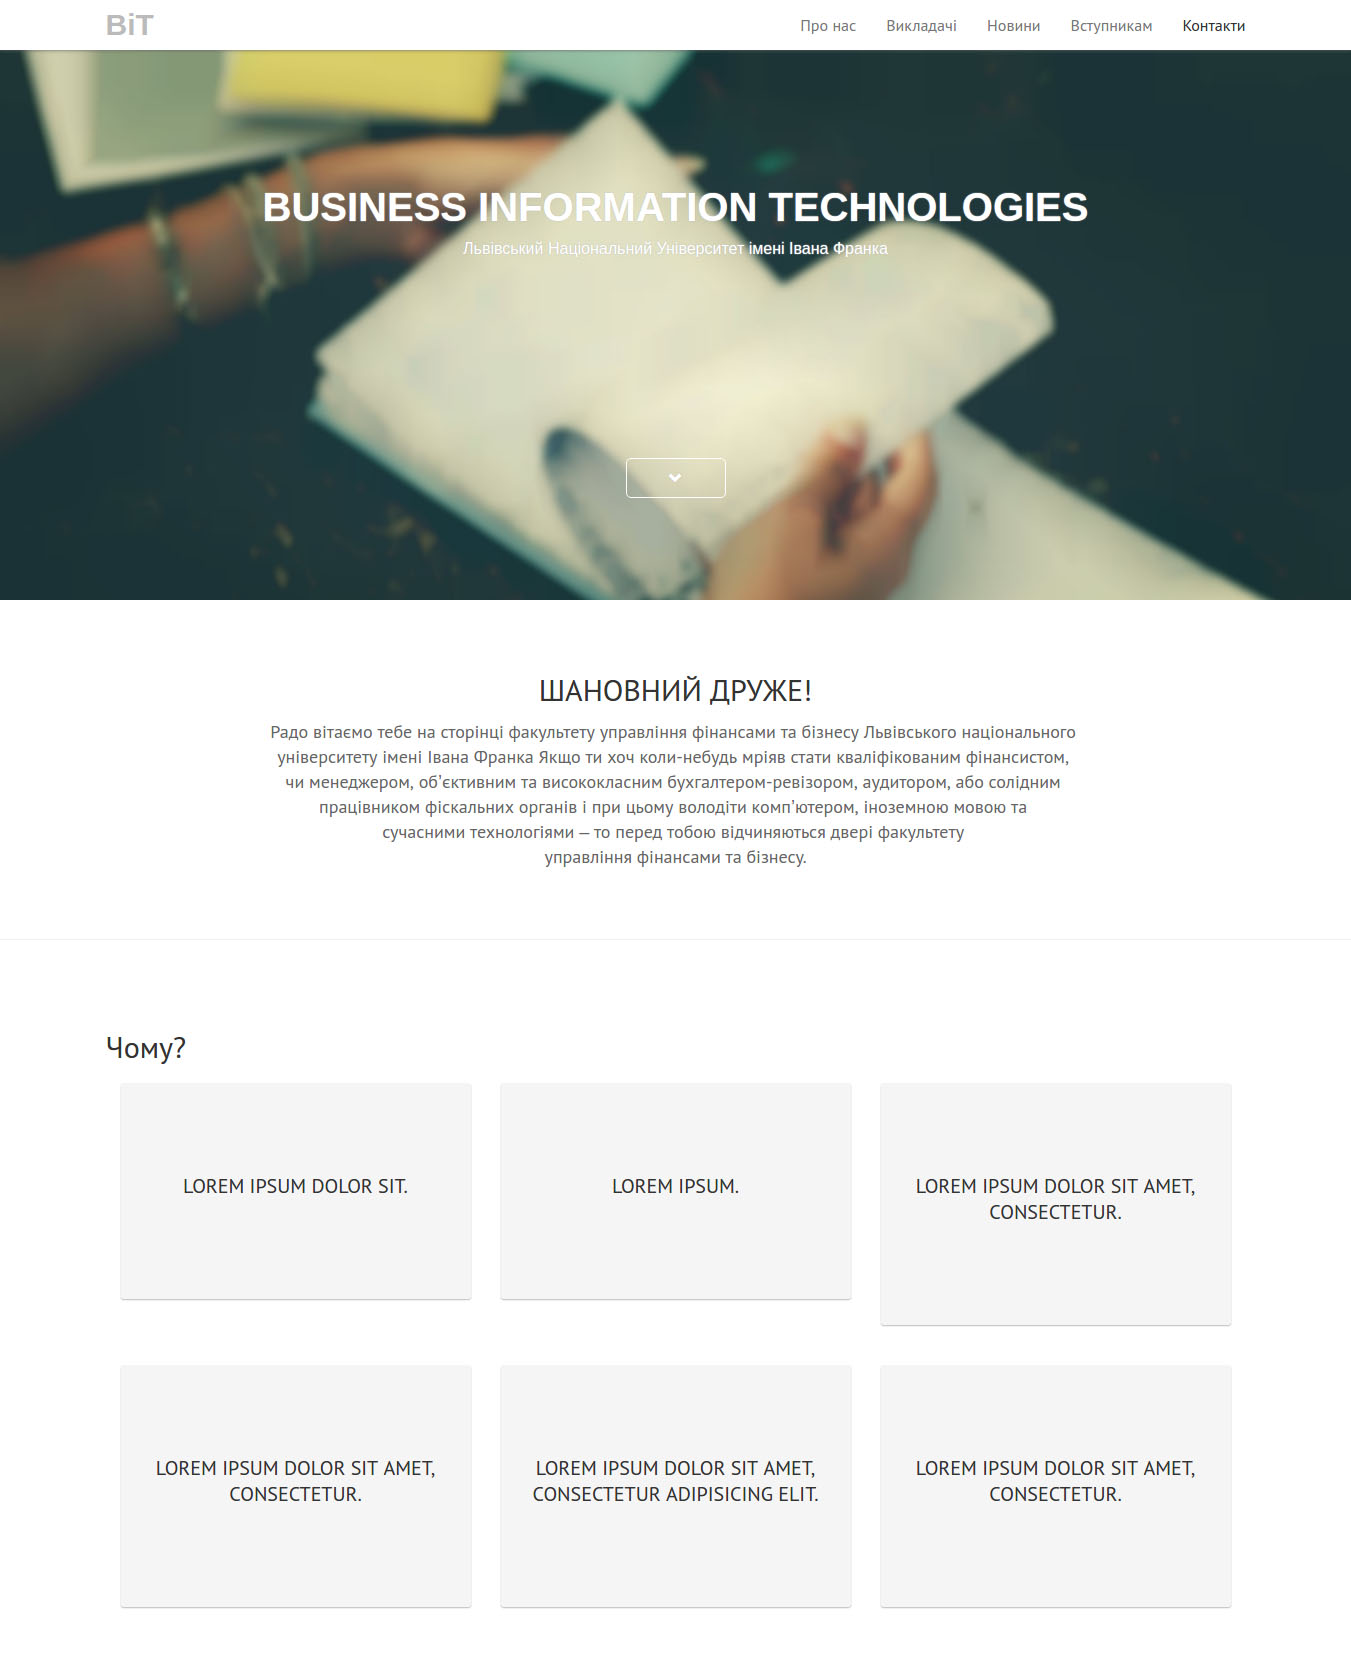 BiT
Про нас Викладачі Новини Вступникам Контакти
BUSINESS INFORMATION TECHNOLOGIES
Львівський Національний Університет імені Івана Франка
ШАНОВНИЙ ДРУЖЕ!
Радо вітаємо тебе на сторінці факультету управління фінансами та бізнесу Львівського національного
університету імені Івана Франка Якщо ти хоч коли-небудь мріяв стати кваліфікованим фінансистом,
чи менеджером, об'єктивним та висококласним бухгалтером-ревізором, аудитором, або солідним
працівником фіскальних органів і при цьому володіти комп'ютером, іноземною мовою та
сучасними технологіями – то перед тобою відчиняються двері факультету
управління фінансами та бізнесу.
Чому?
LOREM IPSUM DOLOR SIT.
LOREM IPSUM.
LOREM IPSUM DOLOR SIT AMET,
CONSECTETUR.
LOREM IPSUM DOLOR SIT AMET,
CONSECTETUR.
LOREM IPSUM DOLOR SIT AMET,
CONSECTETUR ADIPISICING ELIT.
LOREM IPSUM DOLOR SIT AMET,
CONSECTETUR.